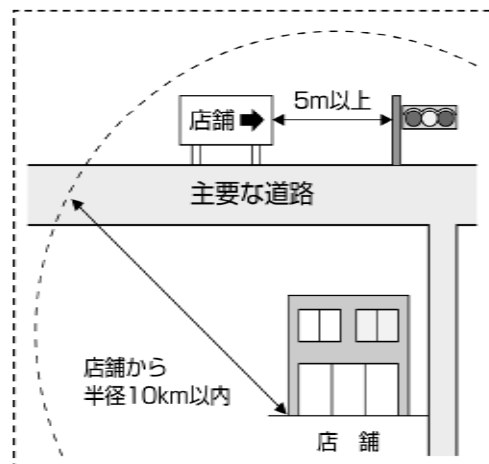 5m以上
店舗
主要な道路
店舗から
半径10km以内
店 舗